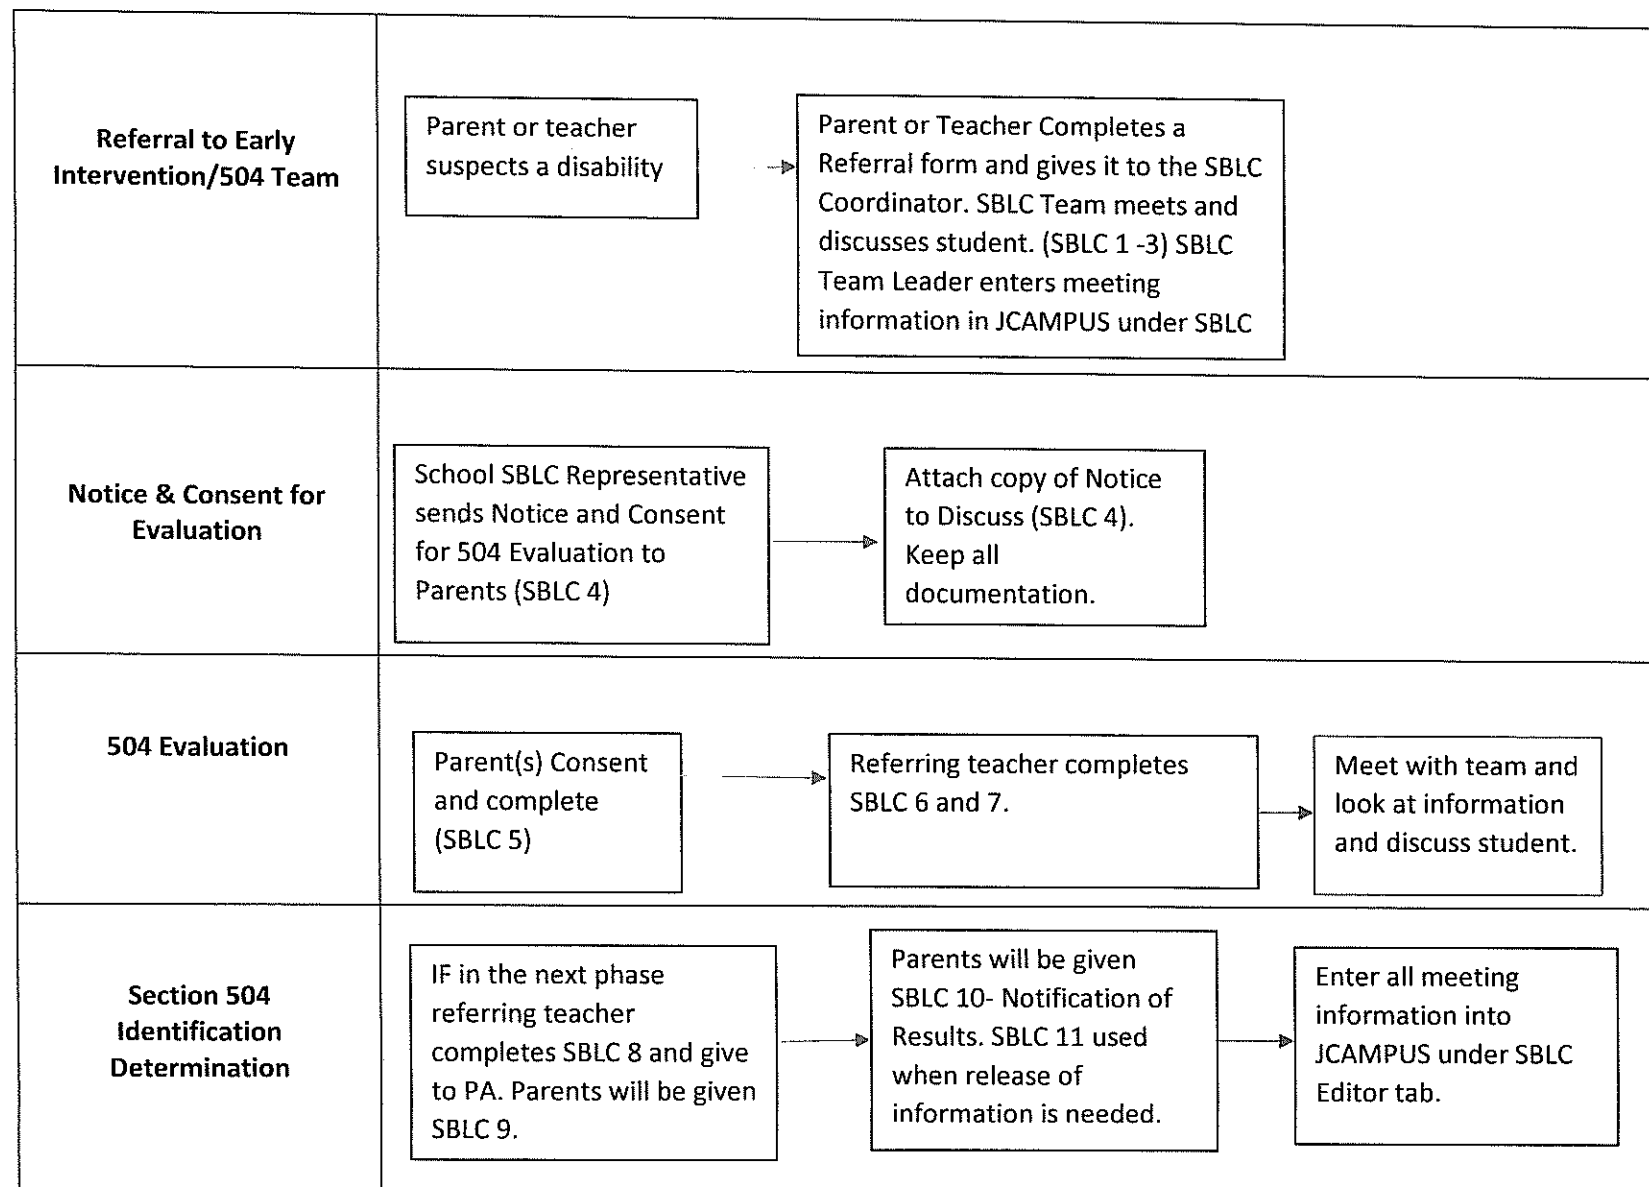 Referral to Early
Intervention/504 Team
Parent or teacher
suspects a disability
Parent or Teacher Completes a
Referral form and gives it to the SBLC
Coordinator. SBLC Team meets and
discusses student. (SBLC 1 -3) SBLC
Team Leader enters meeting
information in JCAMPUS under SBLC
Notice & Consent for
Evaluation
School SBLC Representative
sends Notice and Consent
for 504 Evaluation to
Parents (SBLC 4)
Attach copy of Notice
to Discuss (SBLC 4).
Keep all
documentation.
504 Evaluation
Parent(s) Consent
and complete
(SBLC 5)
Referring teacher completes
SBLC 6 and 7.
Meet with team and
look at information
and discuss student.
Section 504
Identification
Determination
IF in the next phase
referring teacher
completes SBLC 8 and give
to PA. Parents will be given
SBLC 9.
Parents will be given
SBLC 10- Notification of
Results. SBLC 11 used
when release of
information is needed.
Enter all meeting
information into
JCAMPUS under SBLC
Editor tab.